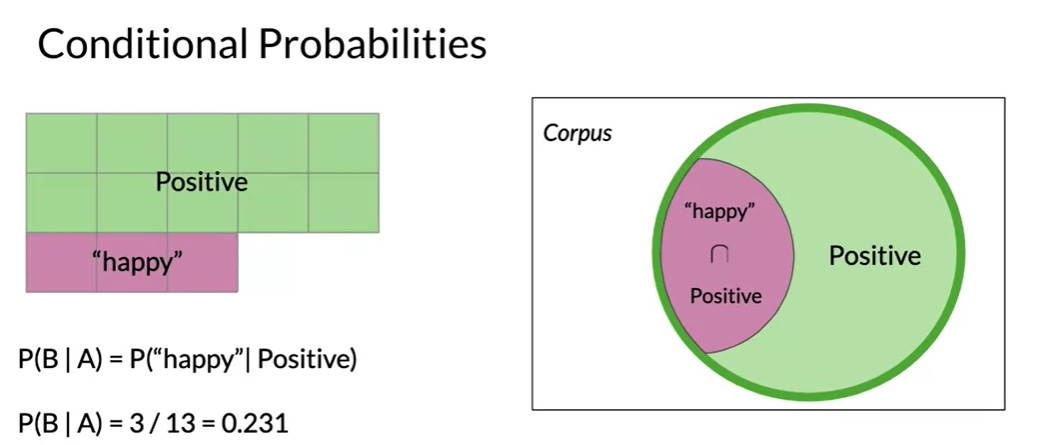 Conditional Probabilities
Positive
“happy”
P(B | A) = P(“happy”| Positive)
P(B | A) = 3 / 13 = 0.231
Corpus
“happy”
∩
Positive
Positive